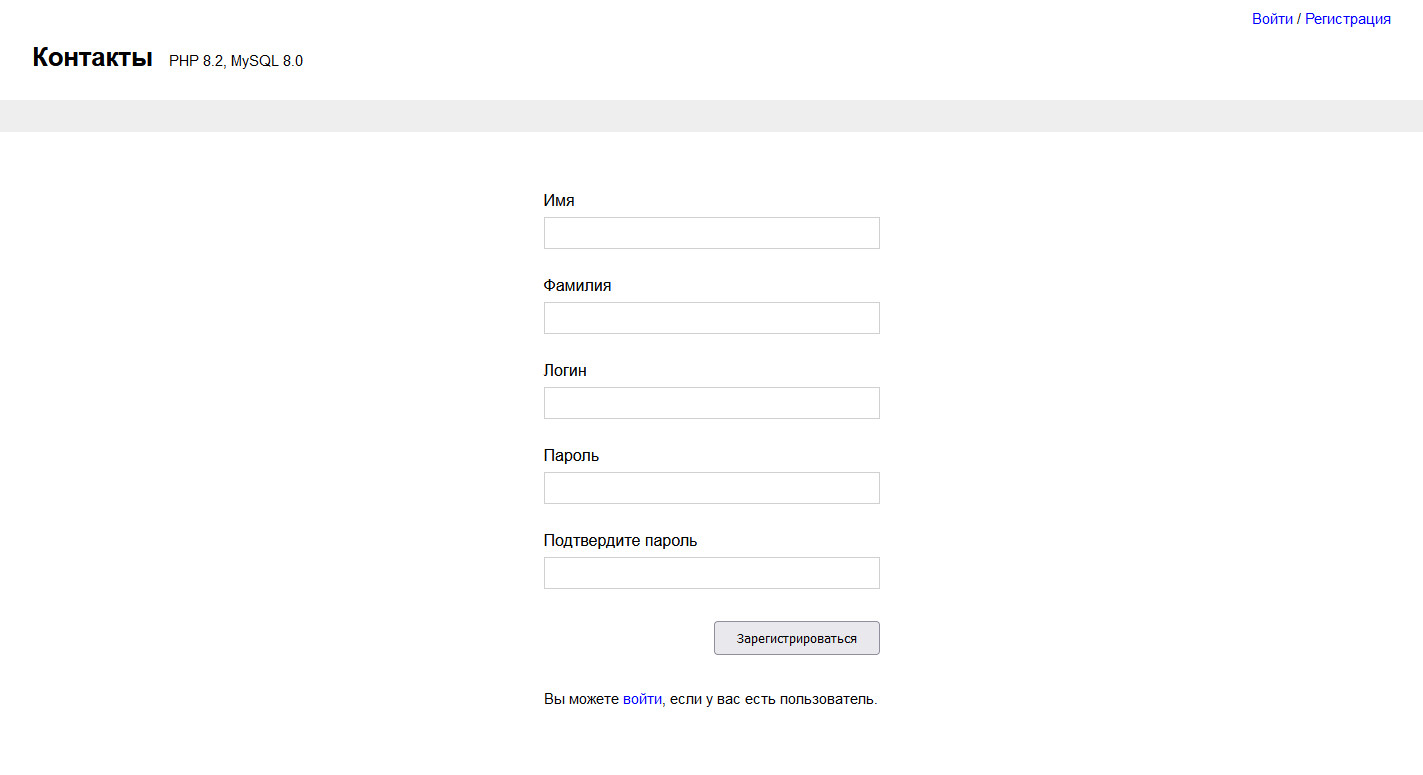 Войти / Регистрация
Контакты PHP 8.2, MySQL 8.0
Имя
Фамилия
Логин
Пароль
Подтвердите пароль
Зарегистрироваться
Вы можете войти, если у вас есть пользователь.